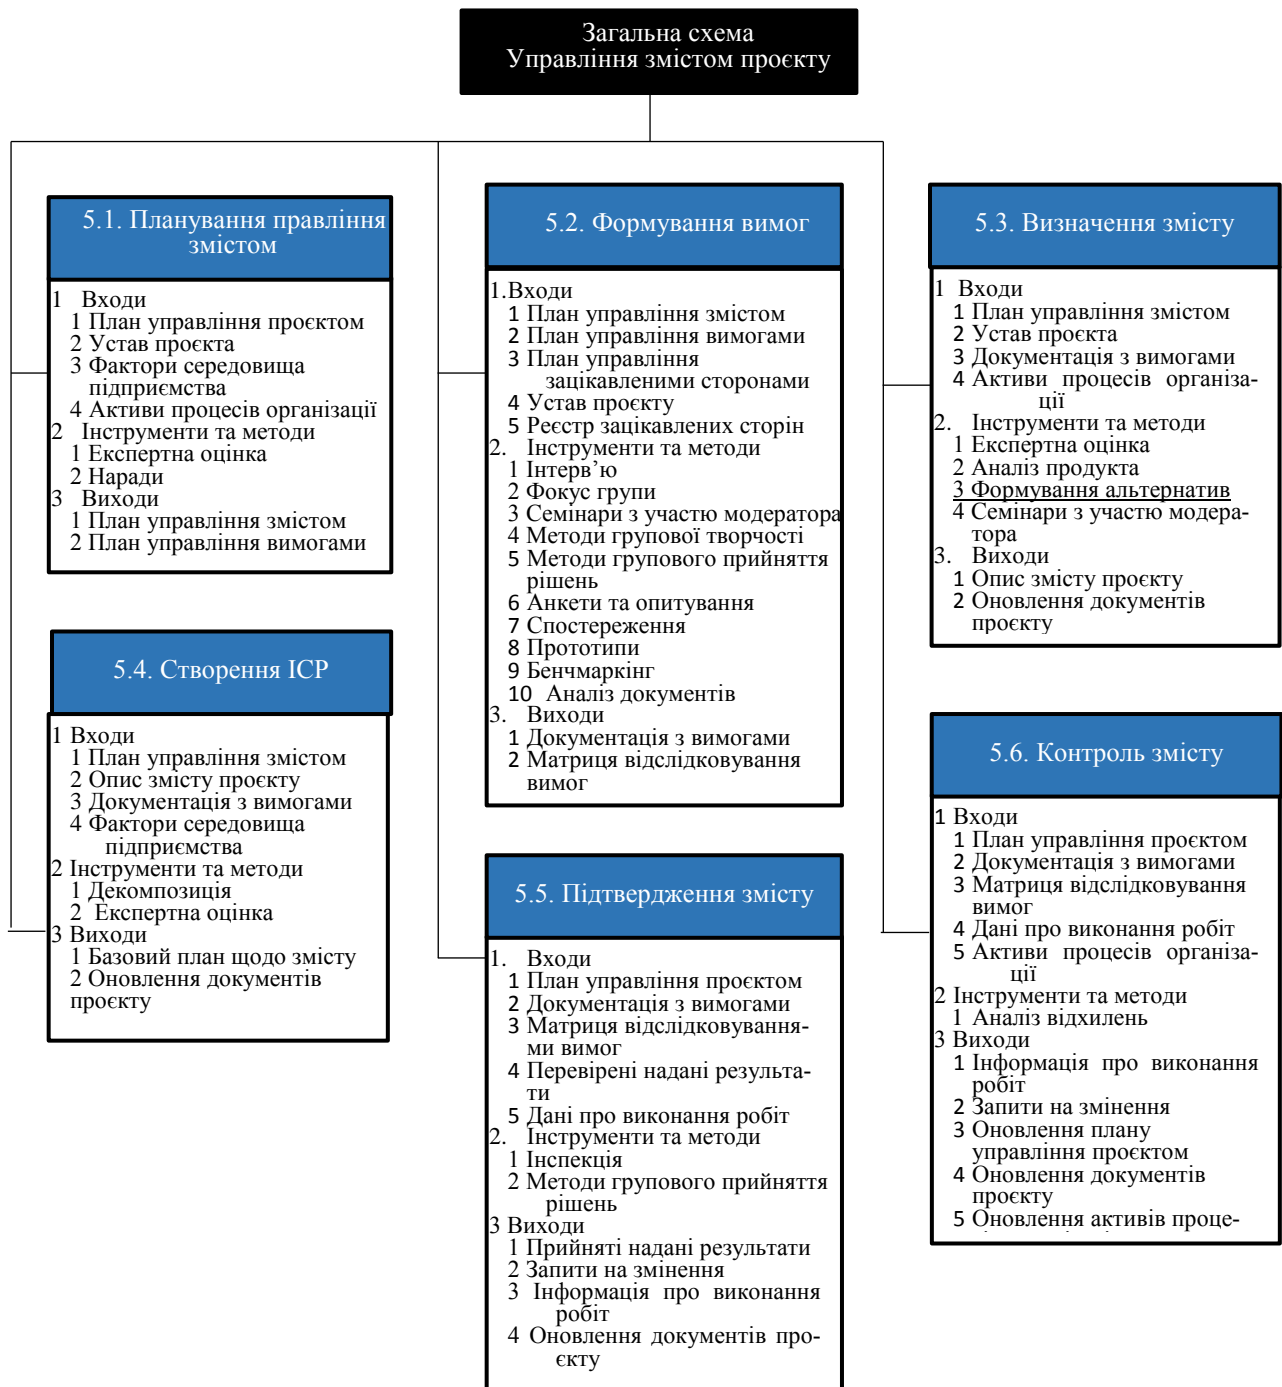 Загальна схема
Управління змістом проєкту
5.1. Планування правління
змістом
1 Входи
1 План управління проєктом
2 Устав проєкта
3 Фактори середовища
підприємства
4 Активи процесів організації
2 Інструменти та методи
1 Експертна оцінка
2 Наради
3 Виходи
1 План управління змістом
2 План управління вимогами
5.2. Формування вимог
1.Входи
1 План управління змістом
2 План управління вимогами
3 План управління
зацікавленими сторонами
4 Устав проєкту
5 Реєстр зацікавлених сторін
2. Інструменти та методи
1 Інтерв’ю
2 Фокус групи
3 Семінари з участю модератора
4 Методи групової творчості
5 Методи групового прийняття
рішень
6 Анкети та опитування
7 Спостереження
8 Прототипи
9 Бенчмаркінг
10 Аналіз документів
3. Виходи
1 Документація з вимогами
2 Матриця відслідковування
вимог
5.3. Визначення змісту
1 Входи
1 План управління змістом
2 Устав проєкта
3 Документація з вимогами
4 Активи процесів організа-
ції
2. Інструменти та методи
1 Експертна оцінка
2 Аналіз продукта
3 Формування альтернатив
4 Семінари з участю модера-
тора
3. Виходи
1 Опис змісту проєкту
2 Оновлення документів
проєкту
5.4. Створення ІСР
1 Входи
1 План управління змістом
2 Опис змісту проєкту
3 Документація з вимогами
4 Фактори середовища
підприємства
2 Інструменти та методи
1 Декомпозиція
2 Експертна оцінка
3 Виходи
1 Базовий план щодо змісту
2 Оновлення документів
проєкту
5.5. Підтвердження змісту
1. Входи
1 План управління проєктом
2 Документація з вимогами
3 Матриця відслідковування-
ми вимог
4 Перевірені надані результа-
ти
5 Дані про виконання робіт
2. Інструменти та методи
1 Інспекція
2 Методи групового прийняття
рішень
3 Виходи
1 Прийняті надані результати
2 Запити на змінення
3 Інформація про виконання
робіт
4 Оновлення документів про-
єкту
5.6. Контроль змісту
1 Входи
1 План управління проєктом
2 Документація з вимогами
3 Матриця відслідковування
вимог
4 Дані про виконання робіт
5 Активи процесів організа-
ції
2 Інструменти та методи
1 Аналіз відхилень
3 Виходи
1 Інформація про виконання
робіт
2 Запити на змінення
3 Оновлення плану
управління проєктом
4 Оновлення документів
проєкту
5 Оновлення активів проце-